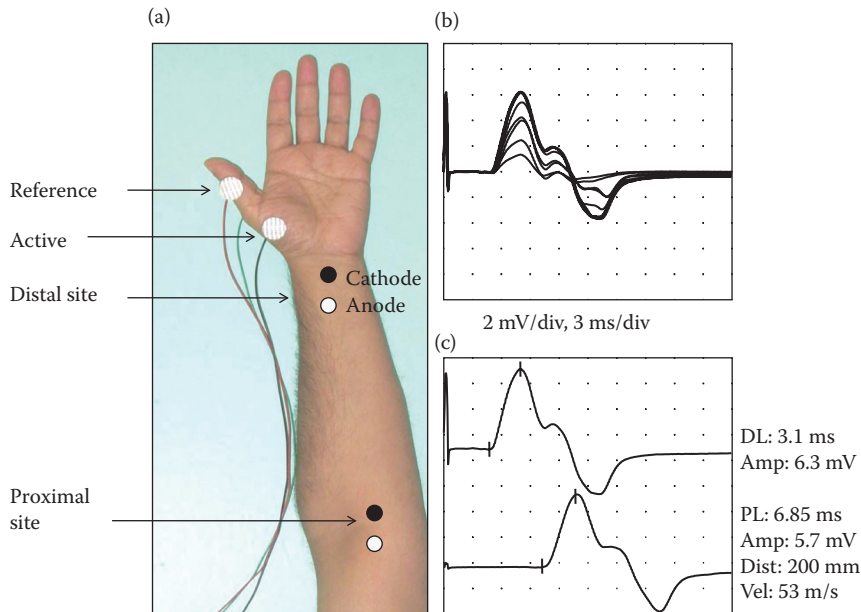 (a)
Reference
Active
Distal site
Cathode
Anode
Proximal
site
(b)
2 mV/div, 3 ms/div
(c)
DL: 3.1 ms
Amp: 6.3 mV
PL: 6.85 ms
Amp: 5.7 mV
Dist: 200 mm
Vel: 53 m/s